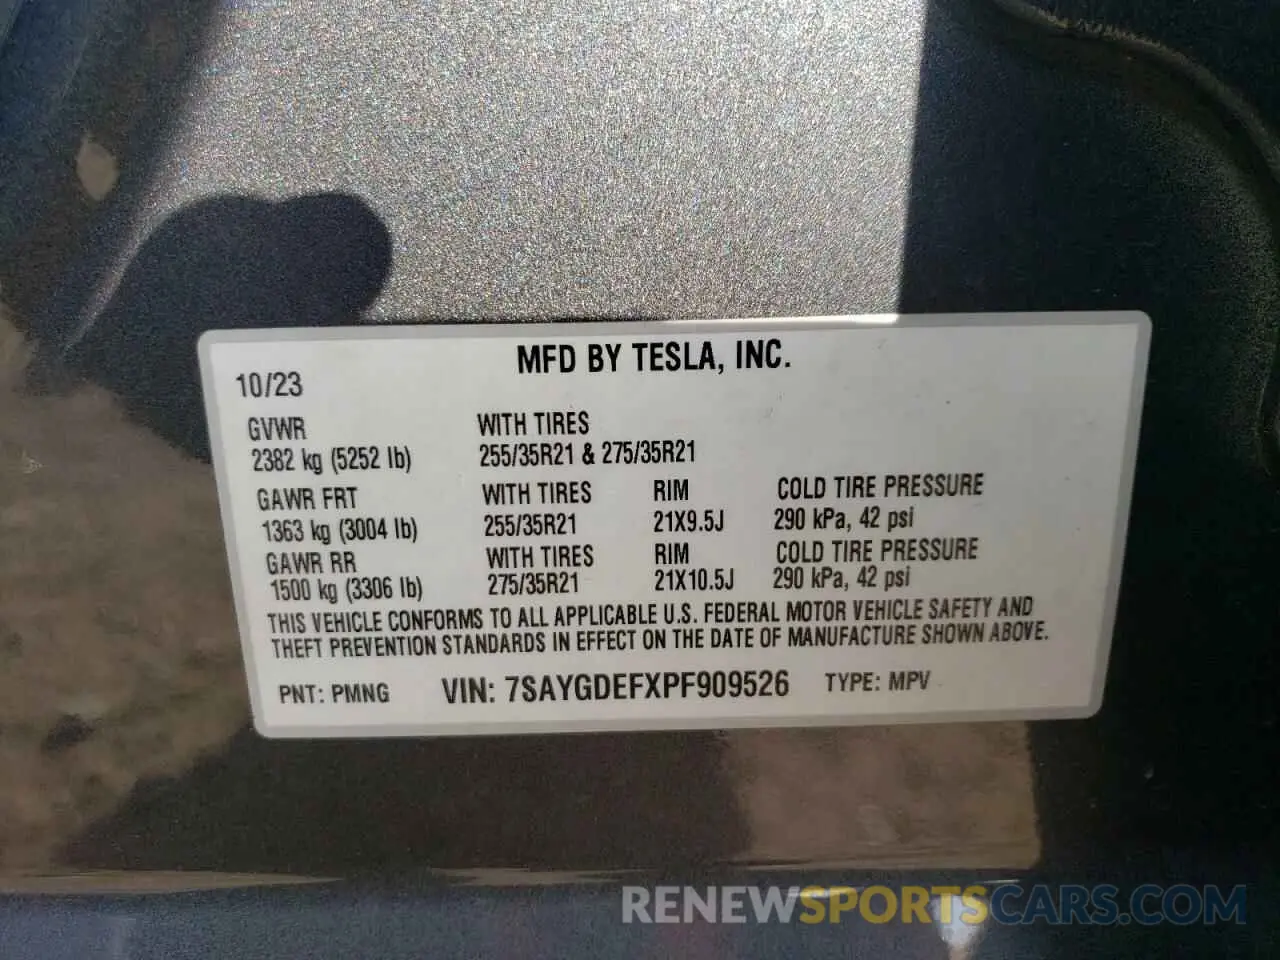 MFD BY TESLA, INC.
10/23
GVWR WITH TIRES
2382 kg (5252 lb) 255/35R21 & 275/35R21
GAWR FRT WITH TIRES RIM COLD TIRE PRESSURE
1363 kg (3004 lb) 255/35R21 21X9.5J 290 kPa, 42 psi
GAWR RR WITH TIRES RIM COLD TIRE PRESSURE
1500 kg (3306 lb) 275/35R21 21X10.5J 290 kPa, 42 psi
THIS VEHICLE CONFORMS TO ALL APPLICABLE U.S. FEDERAL MOTOR VEHICLE SAFETY AND
THEFT PREVENTION STANDARDS IN EFFECT ON THE DATE OF MANUFACTURE SHOWN ABOVE.
PNT: PMNG VIN: 7SAYGDEFXPF909526 TYPE: MPV
RENEWSPORTSCARS.COM